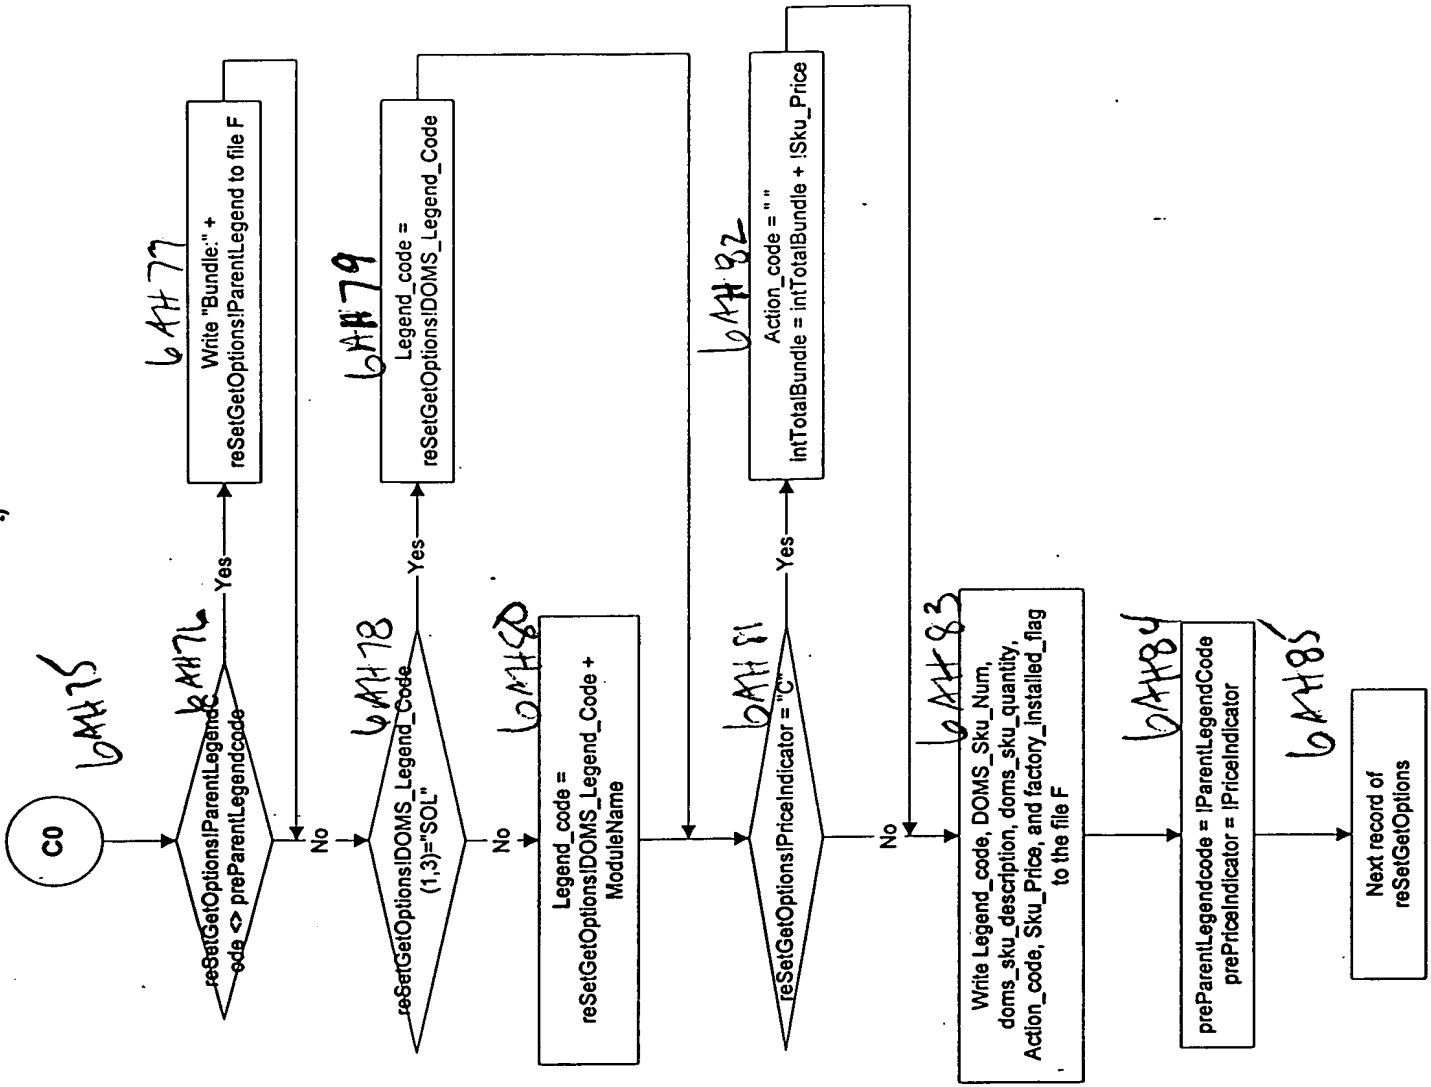 C0
6AH75
reSetGetOptions!ParentLegendC
ode <> preParentLegendcode
6AH76
Yes
6AH77
Write "Bundle:" +
reSetGetOptions!ParentLegend to file F
No
reSetGetOptions!DOMS_Legend_Code
(1,3)="SOL"
6AH78
Yes
6AH79
Legend_code =
reSetGetOptions!DOMS_Legend_Code
No
6AH80
Legend_code =
reSetGetOptions!DOMS_Legend_Code +
ModuleName
reSetGetOptions!PriceIndicator = "C"
6AH81
Yes
6AH82
Action_code = " "
intTotalBundle = intTotalBundle + !Sku_Price
No
6AH83
Write Legend_code, DOMS_Sku_Num,
doms_sku_description, doms_sku_quantity,
Action_code, Sku_Price, and factory_installed_flag
to the file F
6AH84
preParentLegendcode = !ParentLegendCode
prePriceIndicator = !PriceIndicator
6AH85
Next record of
reSetGetOptions